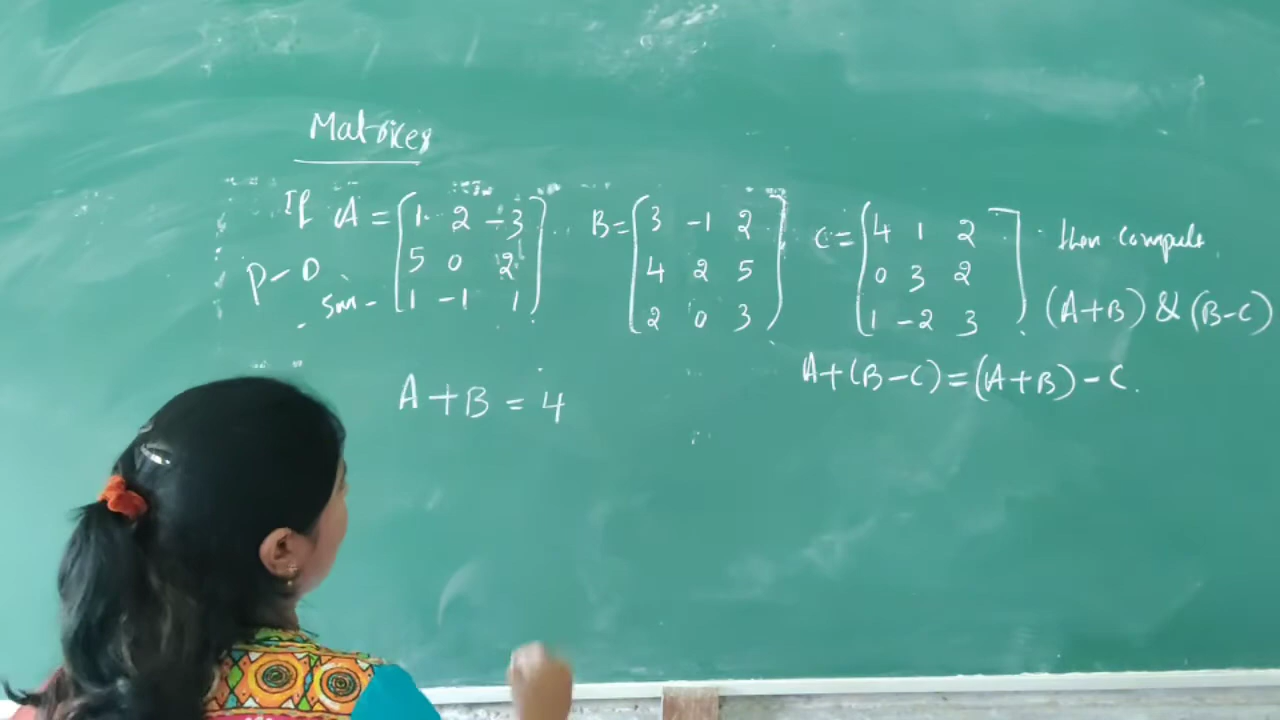 Matrices
If A = [1 2 -3 B = [3 -1 2 C = [4 1 2 then compute
5 0 2 4 2 5 0 3 2
1 -1 1] 2 0 3] 1 -2 3] (A+B) & (B-C)
A+(B-C)=(A+B)-C.
A+B = 4